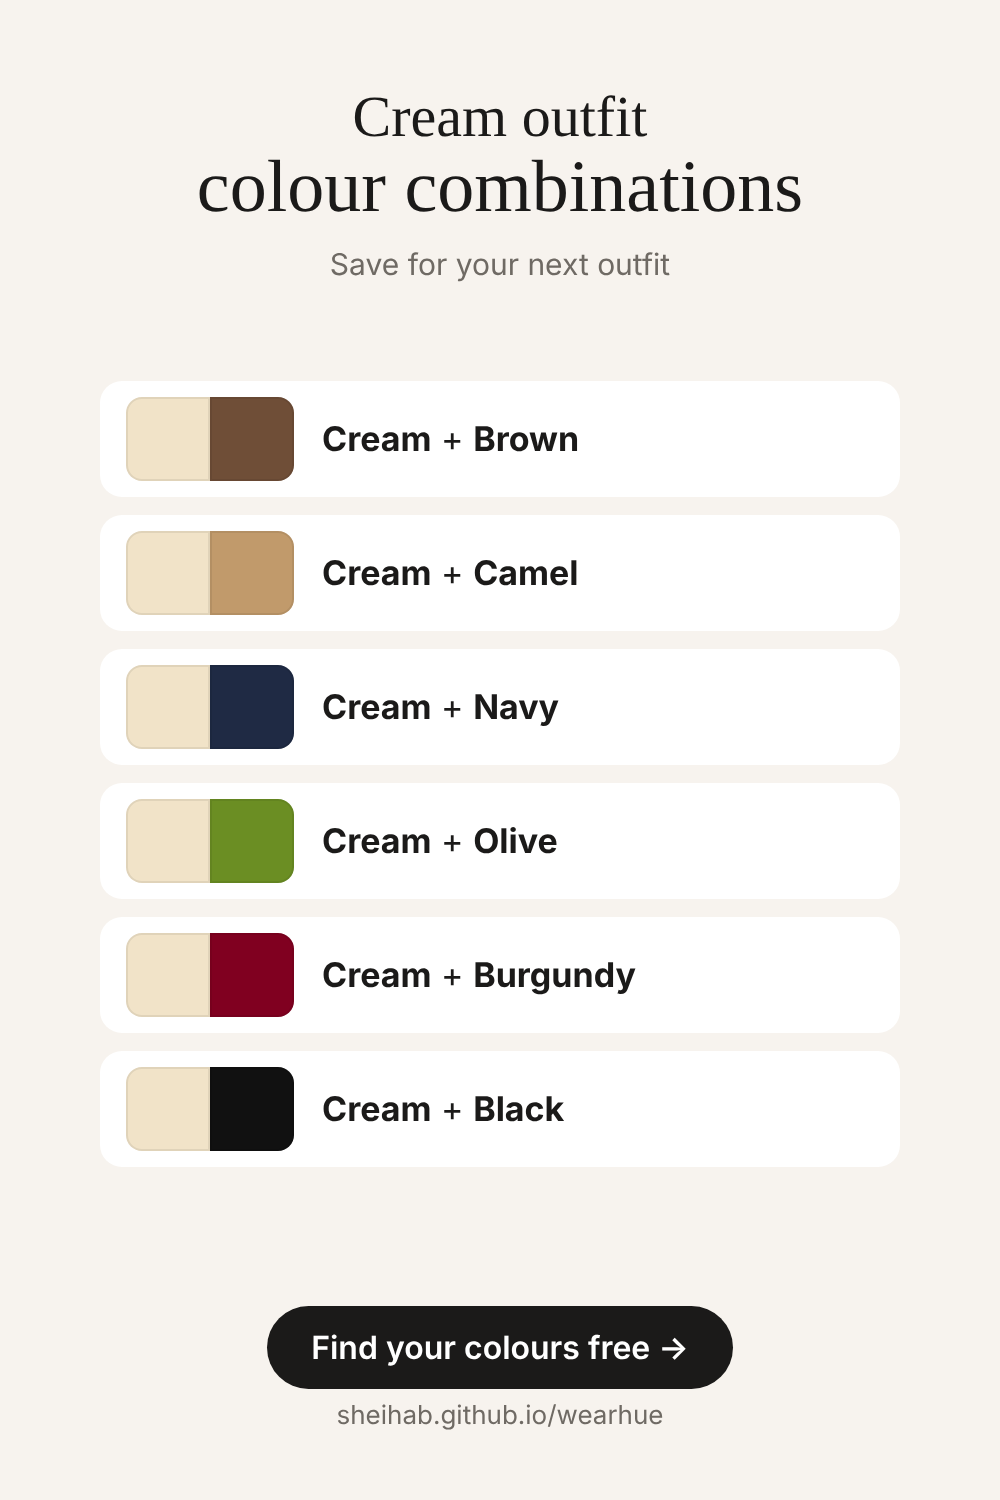 Cream outfit
colour combinations
Save for your next outfit
Cream + Brown
Cream + Camel
Cream + Navy
Cream + Olive
Cream + Burgundy
Cream + Black
Find your colours free →
sheihab.github.io/wearhue